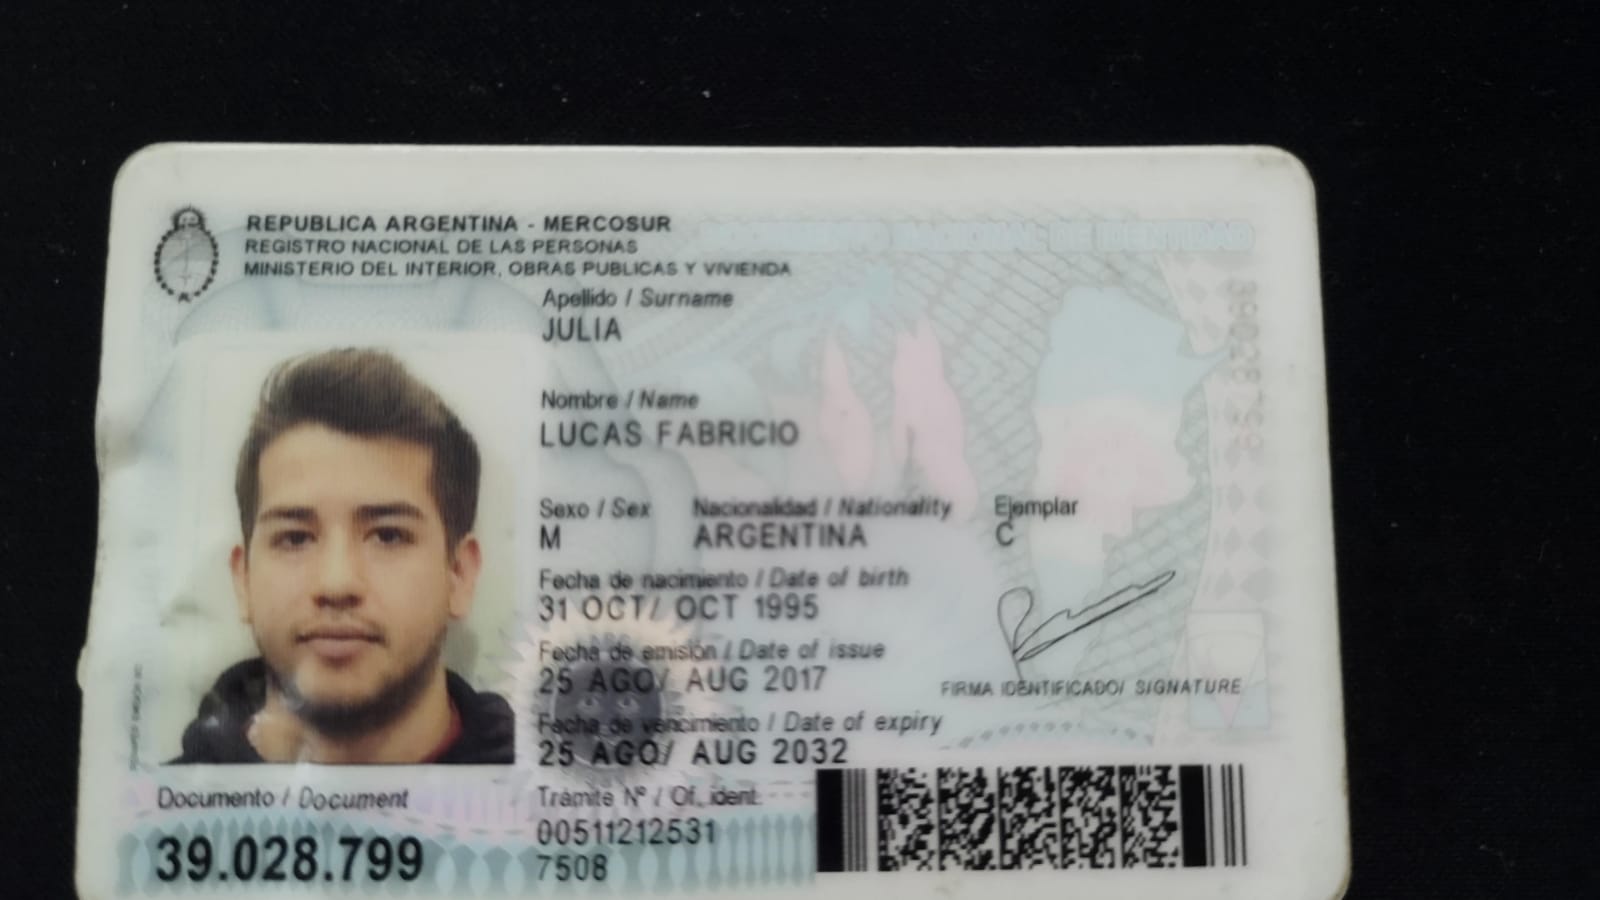 REPUBLICA ARGENTINA - MERCOSUR
REGISTRO NACIONAL DE LAS PERSONAS
MINISTERIO DEL INTERIOR, OBRAS PUBLICAS Y VIVIENDA
DOCUMENTO NACIONAL DE IDENTIDAD
Apellido / Surname
JULIA
Nombre / Name
LUCAS FABRICIO
Sexo / Sex Nacionalidad / Nationality Ejemplar
M ARGENTINA C
Fecha de nacimiento / Date of birth
31 OCT/ OCT 1995
Fecha de emisión / Date of issue
25 AGO/ AUG 2017
FIRMA IDENTIFICADO/ SIGNATURE
Fecha de vencimiento / Date of expiry
25 AGO/ AUG 2032
Documento / Document
39.028.799
Trámite Nº / Of. ident.
00511212531
7508
39028799